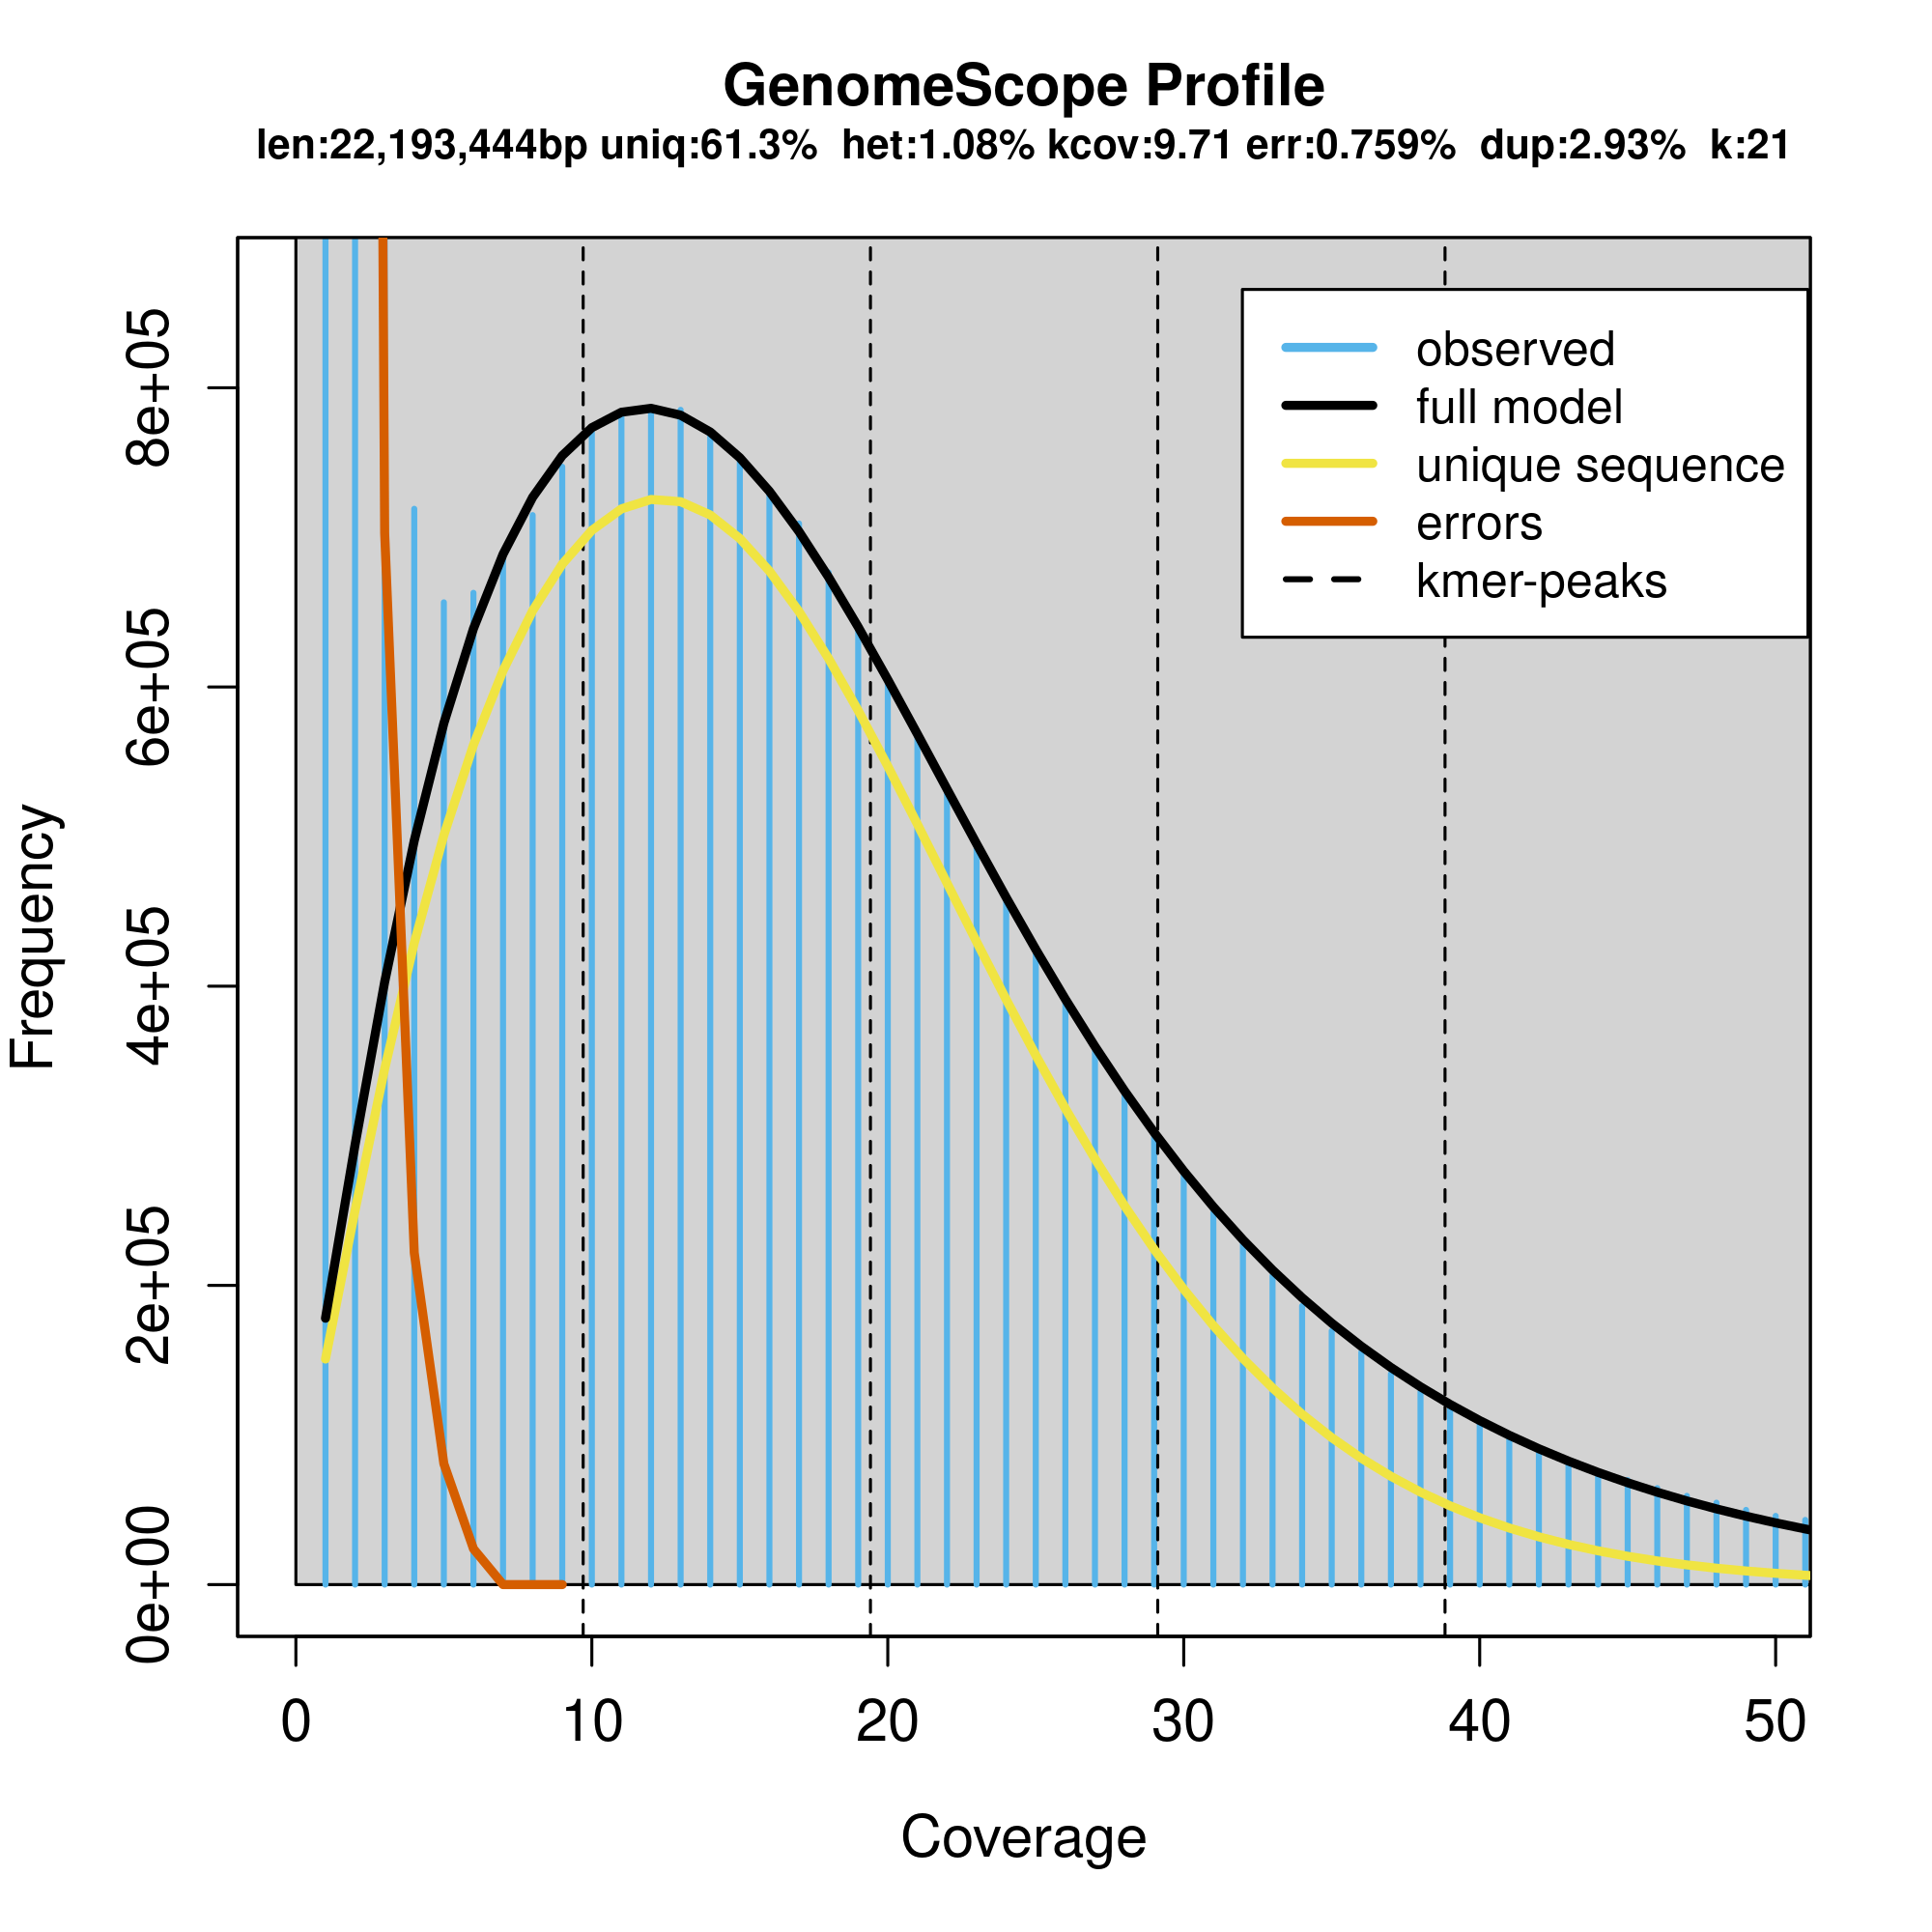 GenomeScope Profile
len:22,193,444bp uniq:61.3% het:1.08% kcov:9.71 err:0.759% dup:2.93% k:21
observed
full model
unique sequence
errors
kmer-peaks
Frequency
8e+05
6e+05
4e+05
2e+05
0e+00
0 10 20 30 40 50
Coverage